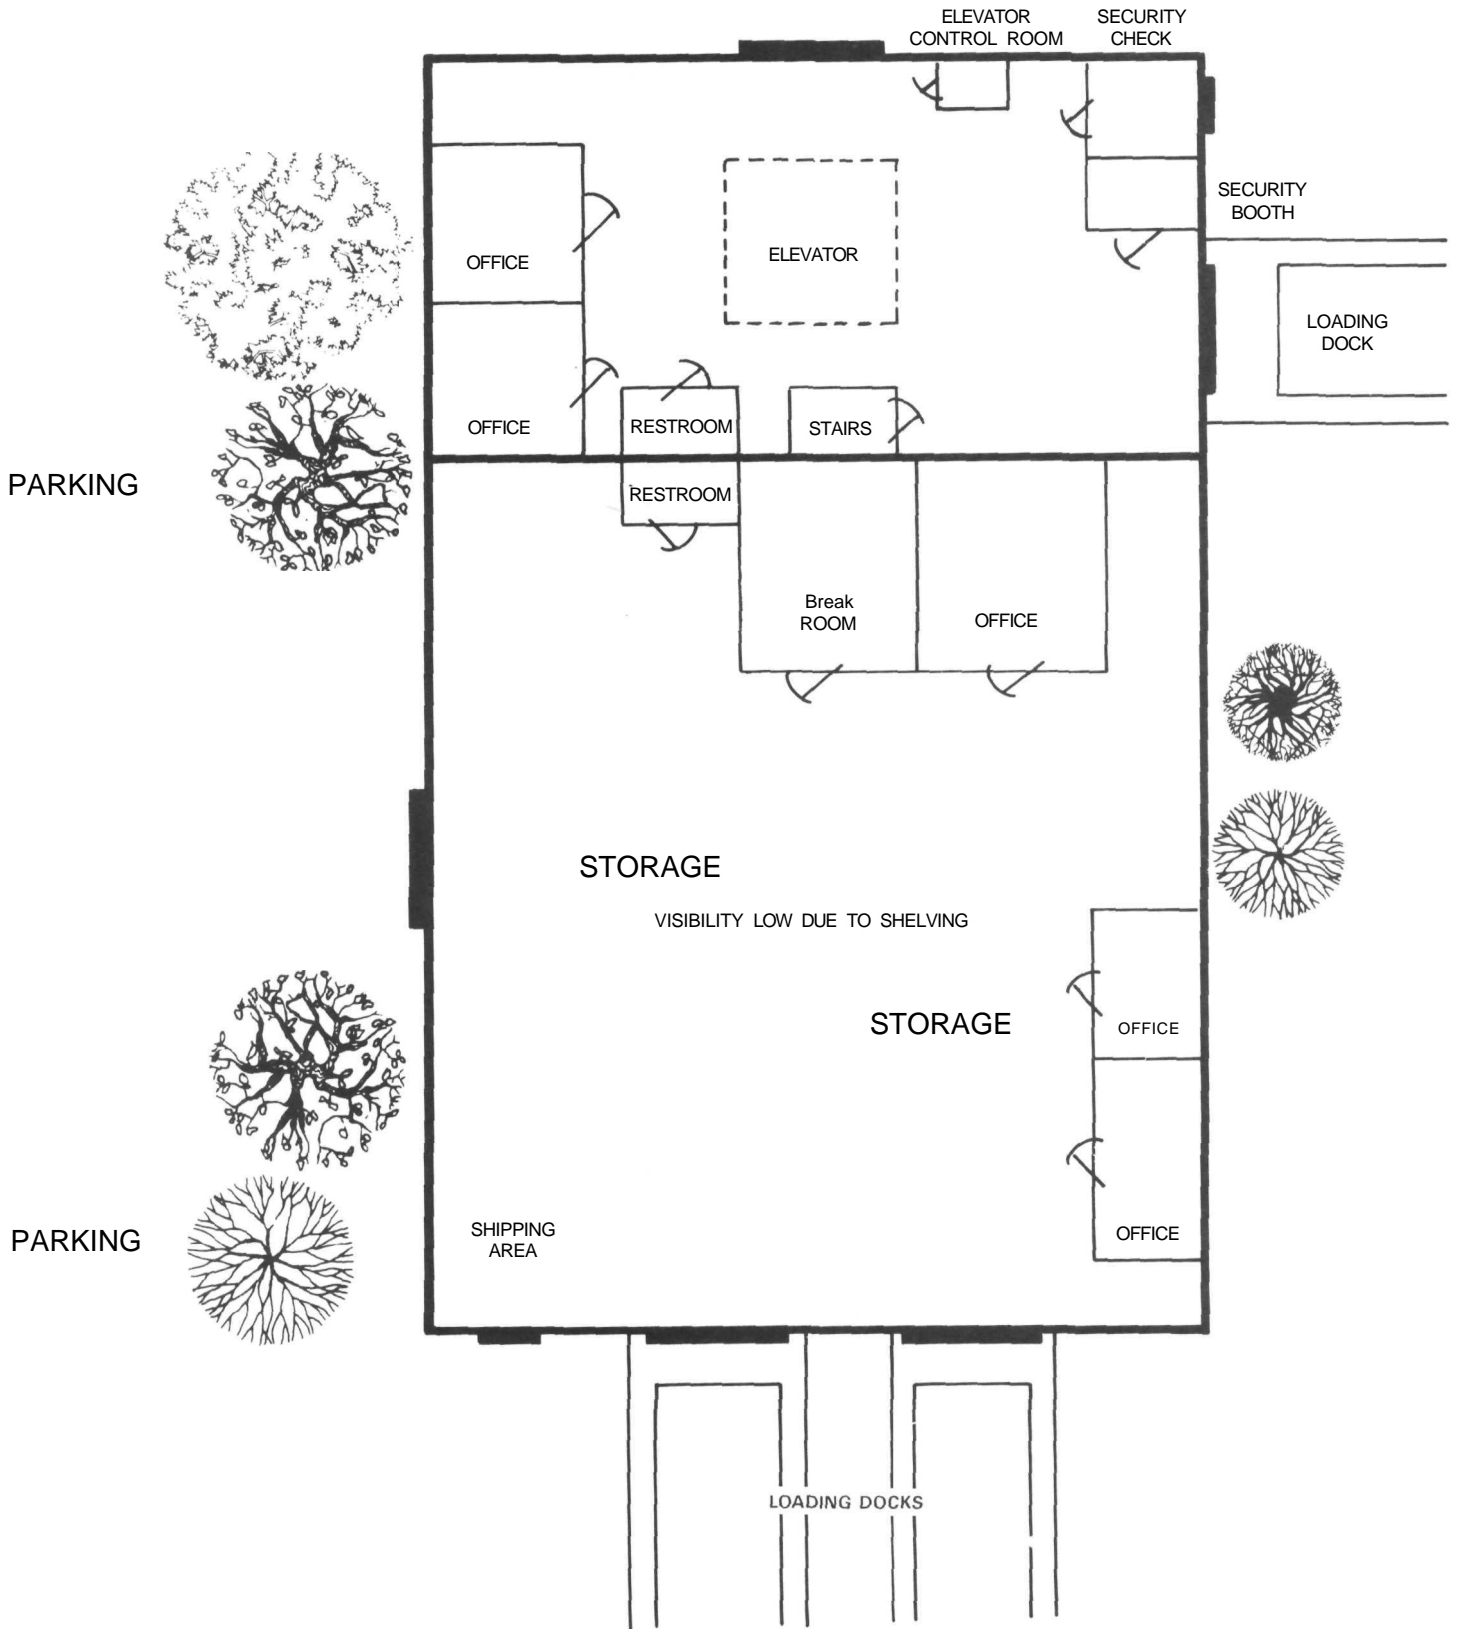 ELEVATOR
CONTROL ROOM
SECURITY
CHECK
SECURITY
BOOTH
OFFICE
ELEVATOR
LOADING
DOCK
OFFICE
RESTROOM
STAIRS
PARKING
RESTROOM
Break
ROOM
OFFICE
STORAGE
VISIBILITY LOW DUE TO SHELVING
STORAGE
OFFICE
SHIPPING
AREA
OFFICE
PARKING
LOADING DOCKS